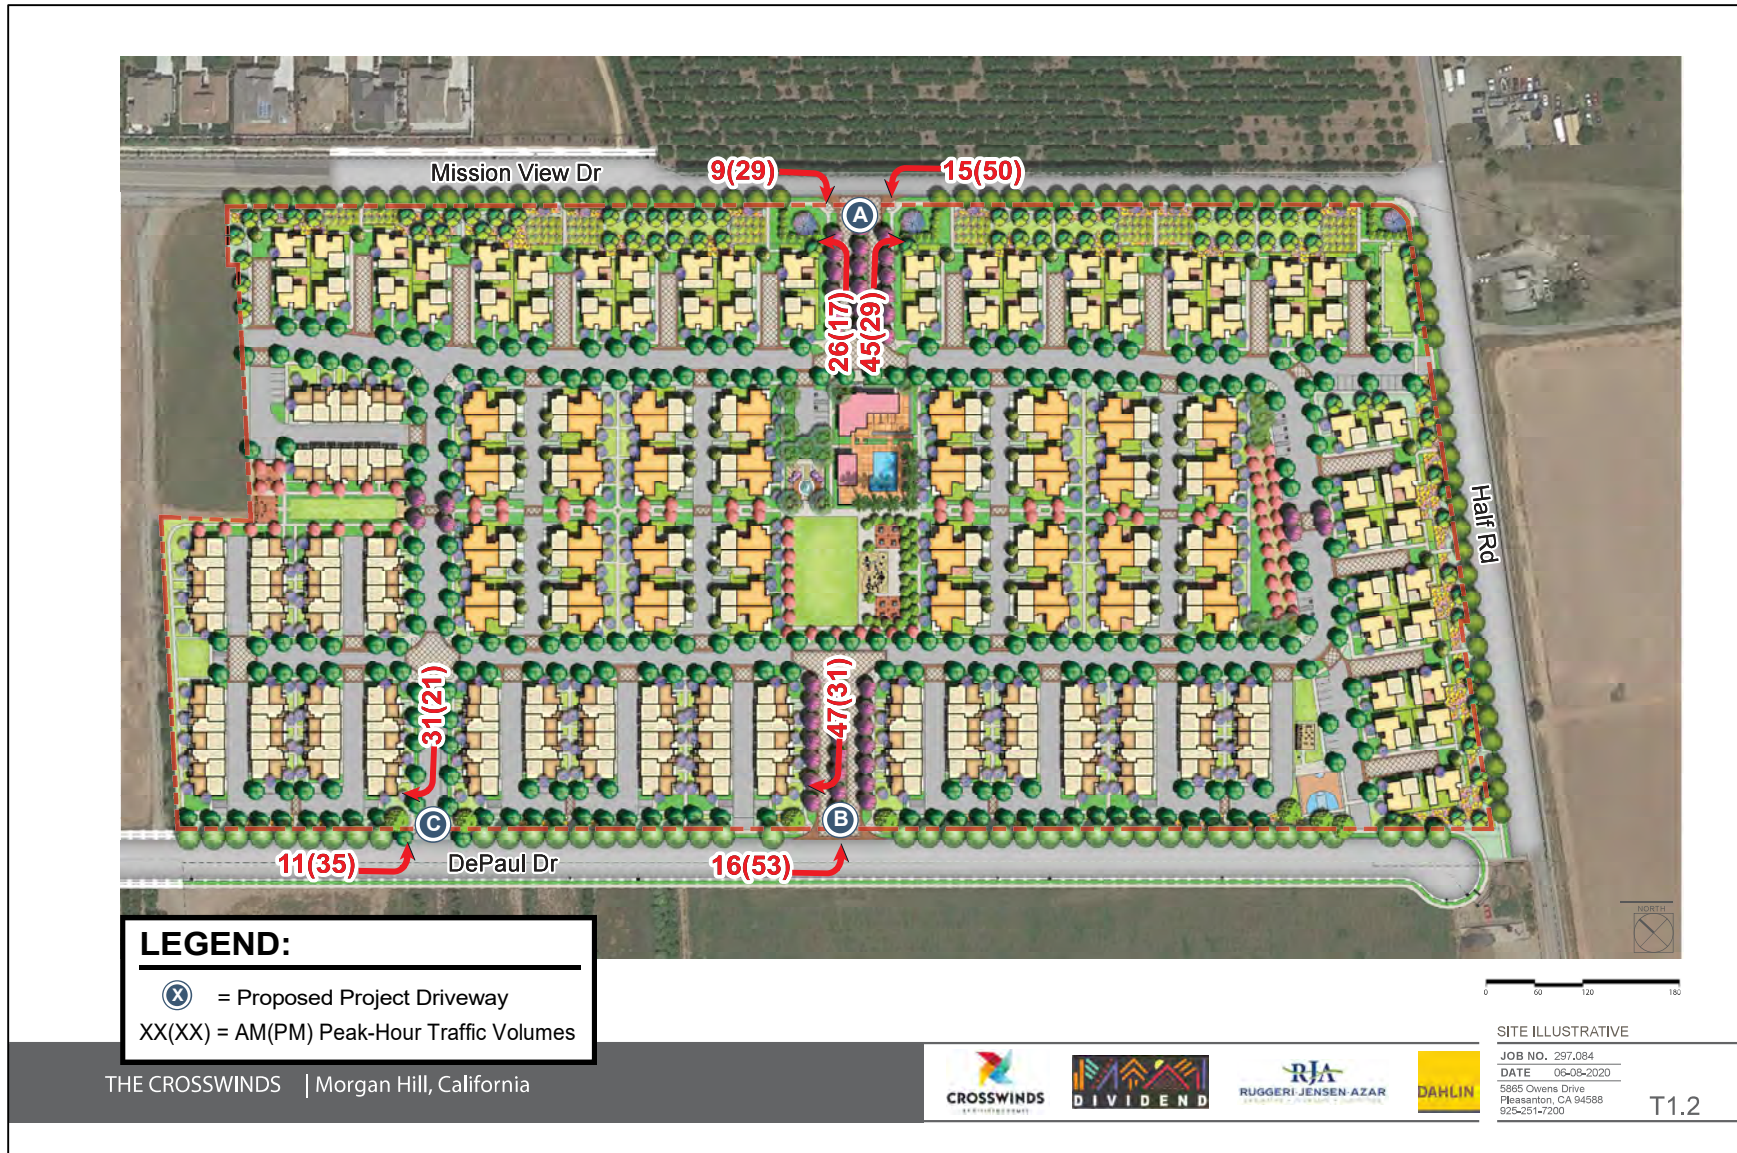 Mission View Dr
9(29)
15(50)
A
26(17)
45(29)
Half Rd
31(21)
47(31)
C
B
11(35)
DePaul Dr
16(53)
NORTH
LEGEND:
X = Proposed Project Driveway
XX(XX) = AM(PM) Peak-Hour Traffic Volumes
0 60 120 180
THE CROSSWINDS | Morgan Hill, California
CROSSWINDS
DIVIDEND
RJA
RUGGERI-JENSEN-AZAR
DAHLIN
SITE ILLUSTRATIVE
JOB NO. 297.084
DATE 06-08-2020
5865 Owens Drive
Pleasanton, CA 94588
925-251-7200
T1.2